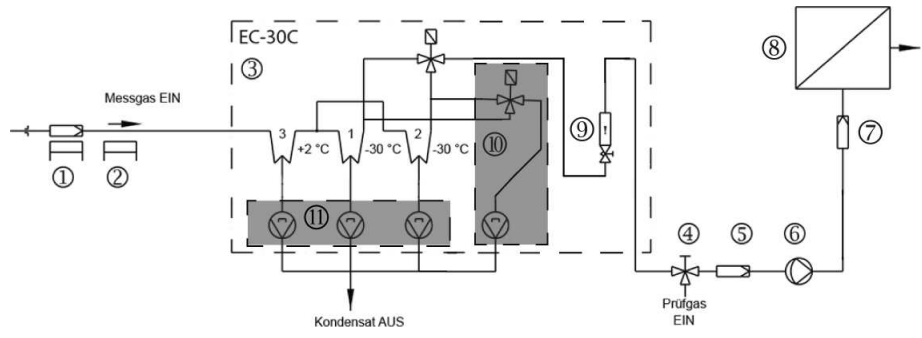 EC-30C
③
⑧
Messgas EIN
⑨
⑦
3
1
2
+2 °C
-30 °C
-30 °C
⑩
①
②
⑪
④
⑤
⑥
Prüfgas
EIN
Kondensat AUS